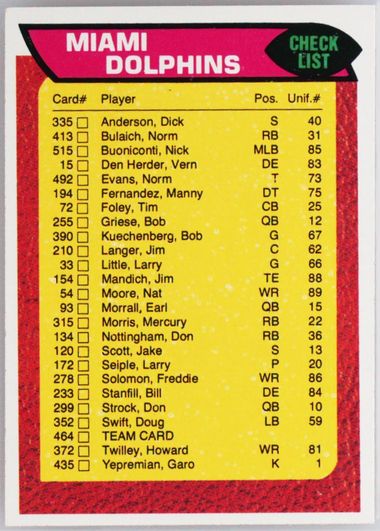 MIAMI
DOLPHINS
CHECK
LIST
Card# Player Pos. Unif.#
335 Anderson, Dick S 40
413 Bulaich, Norm RB 31
515 Buoniconti, Nick MLB 85
15 Den Herder, Vern DE 83
492 Evans, Norm T 73
194 Fernandez, Manny DT 75
72 Foley, Tim CB 25
255 Griese, Bob QB 12
390 Kuechenberg, Bob G 67
210 Langer, Jim C 62
33 Little, Larry G 66
154 Mandich, Jim TE 88
54 Moore, Nat WR 89
93 Morrall, Earl QB 15
315 Morris, Mercury RB 22
134 Nottingham, Don RB 36
120 Scott, Jake S 13
172 Seiple, Larry P 20
278 Solomon, Freddie WR 86
233 Stanfill, Bill DE 84
299 Strock, Don QB 10
352 Swift, Doug LB 59
464 TEAM CARD
372 Twilley, Howard WR 81
435 Yepremian, Garo K 1